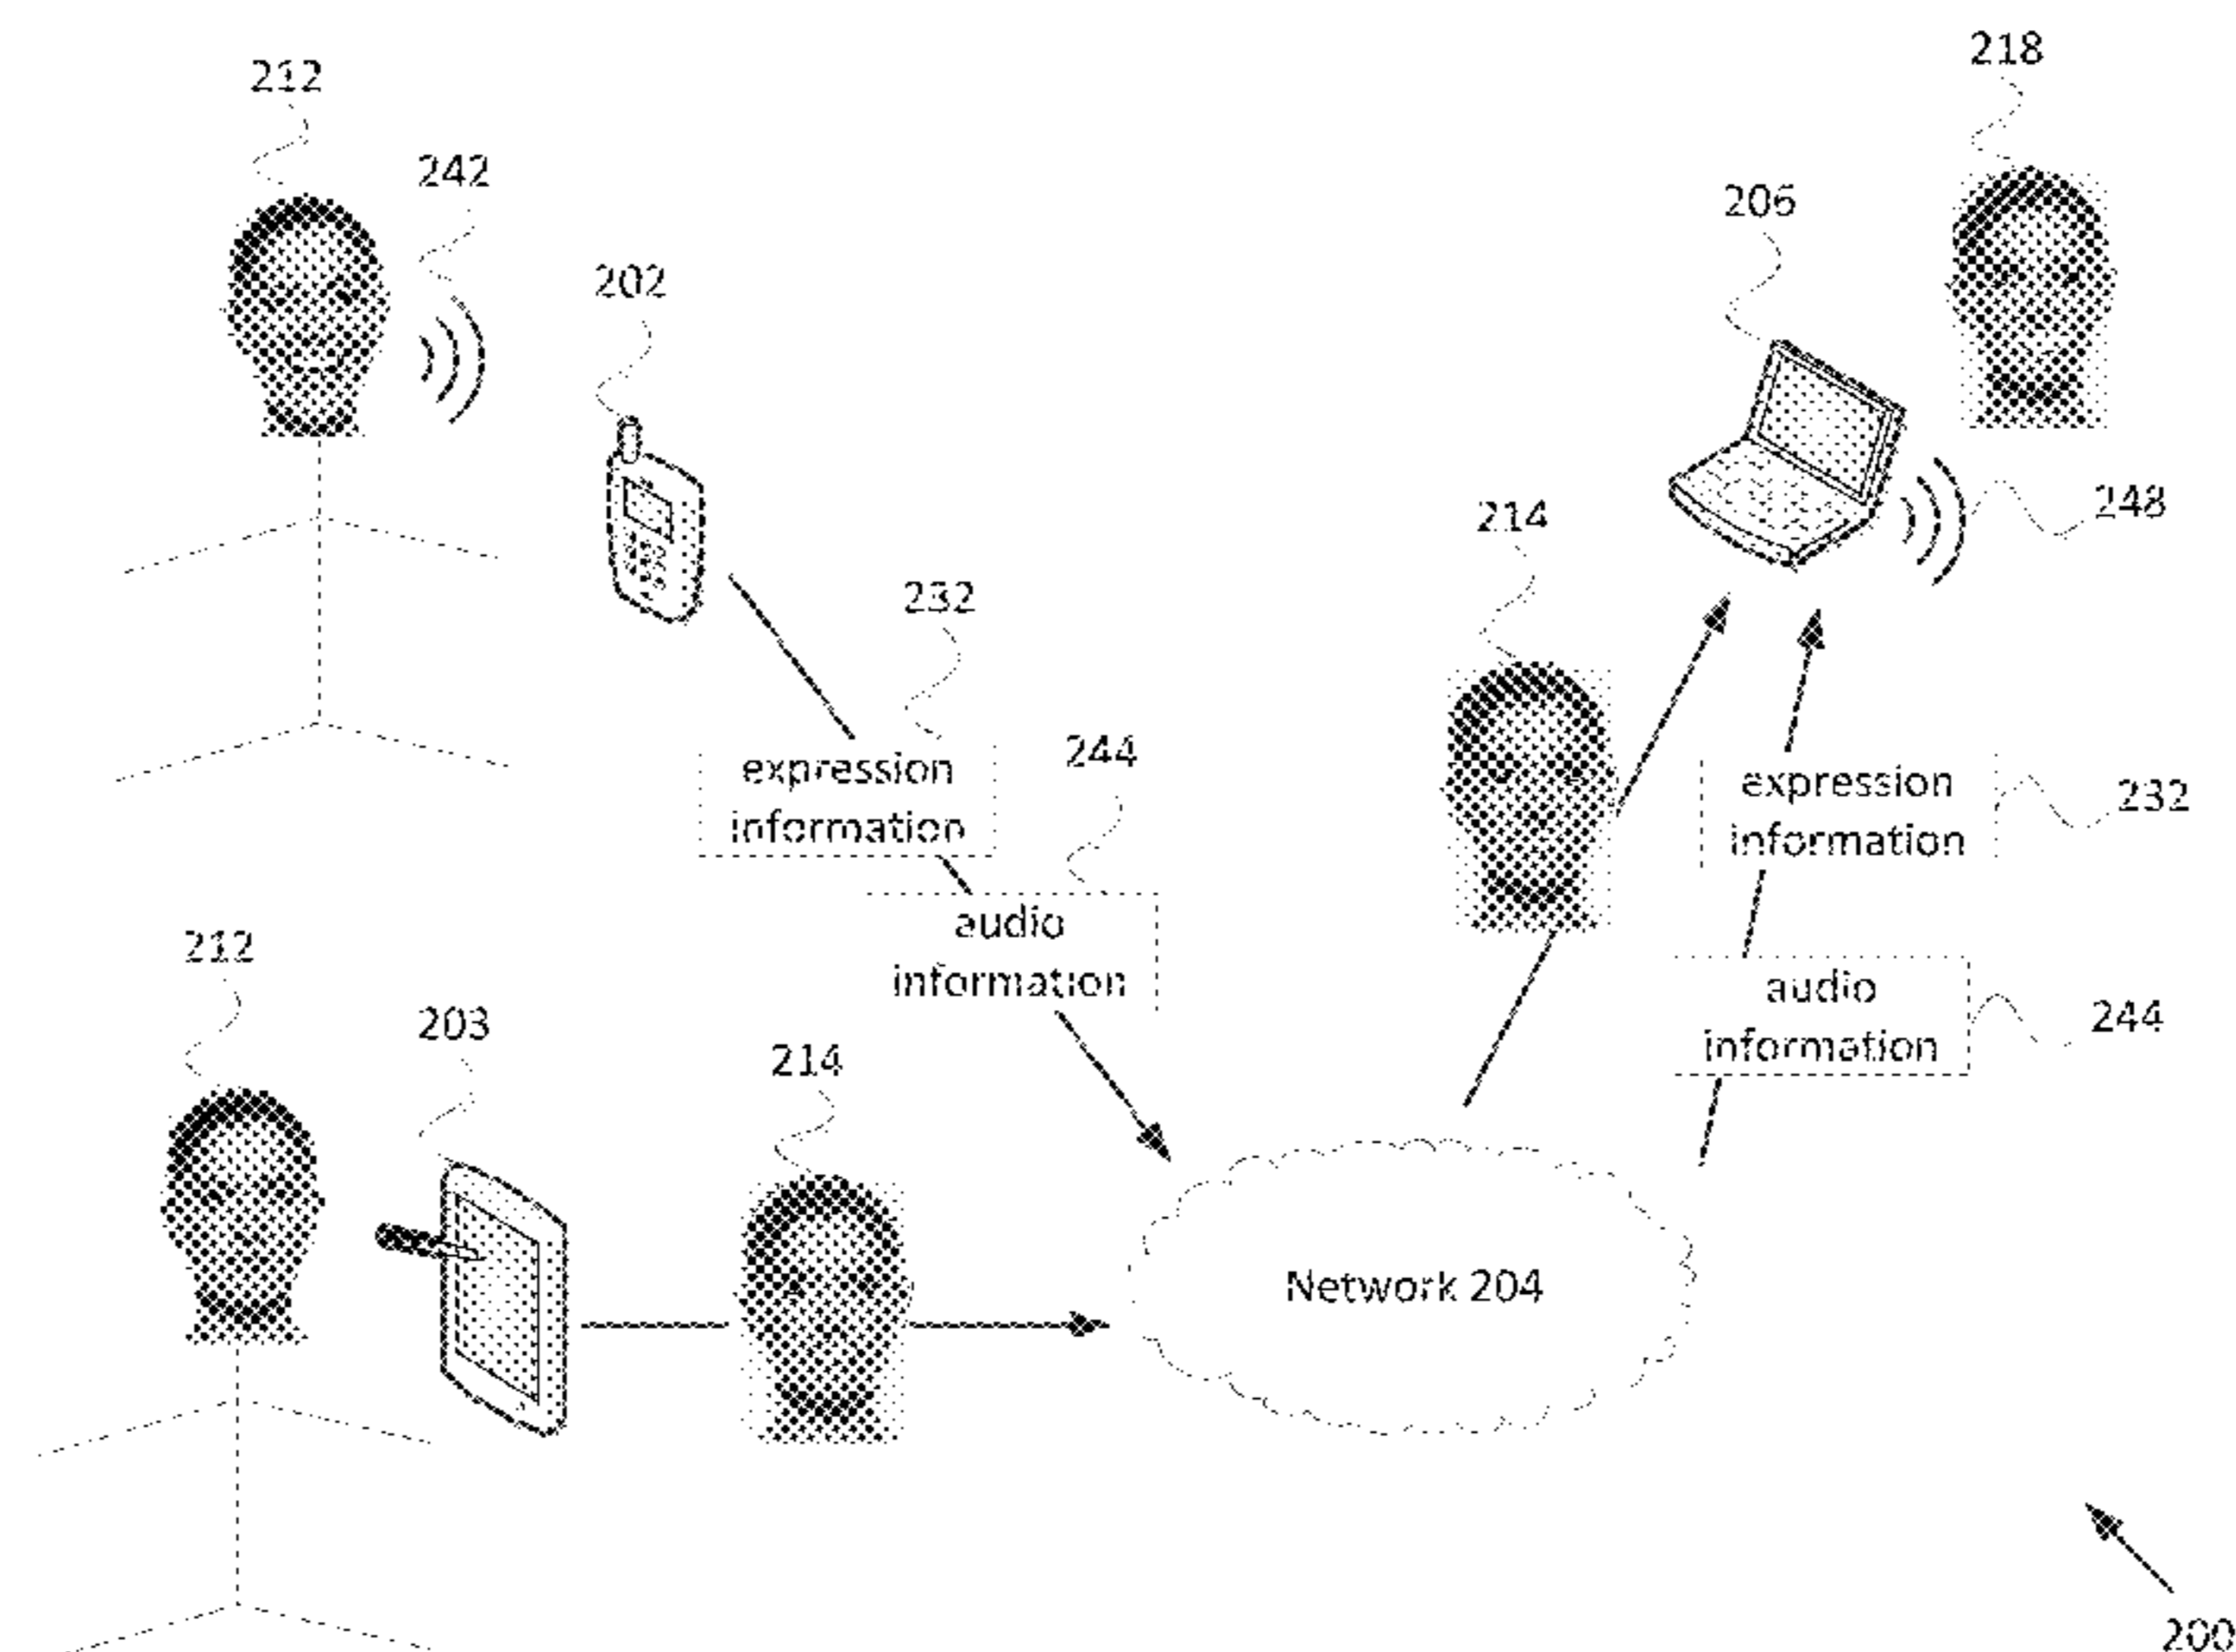 218
212
242
206
202
248
214
232
244
expression
information
expression
information
232
audio
information
212
audio
information
244
203
214
Network 204
200